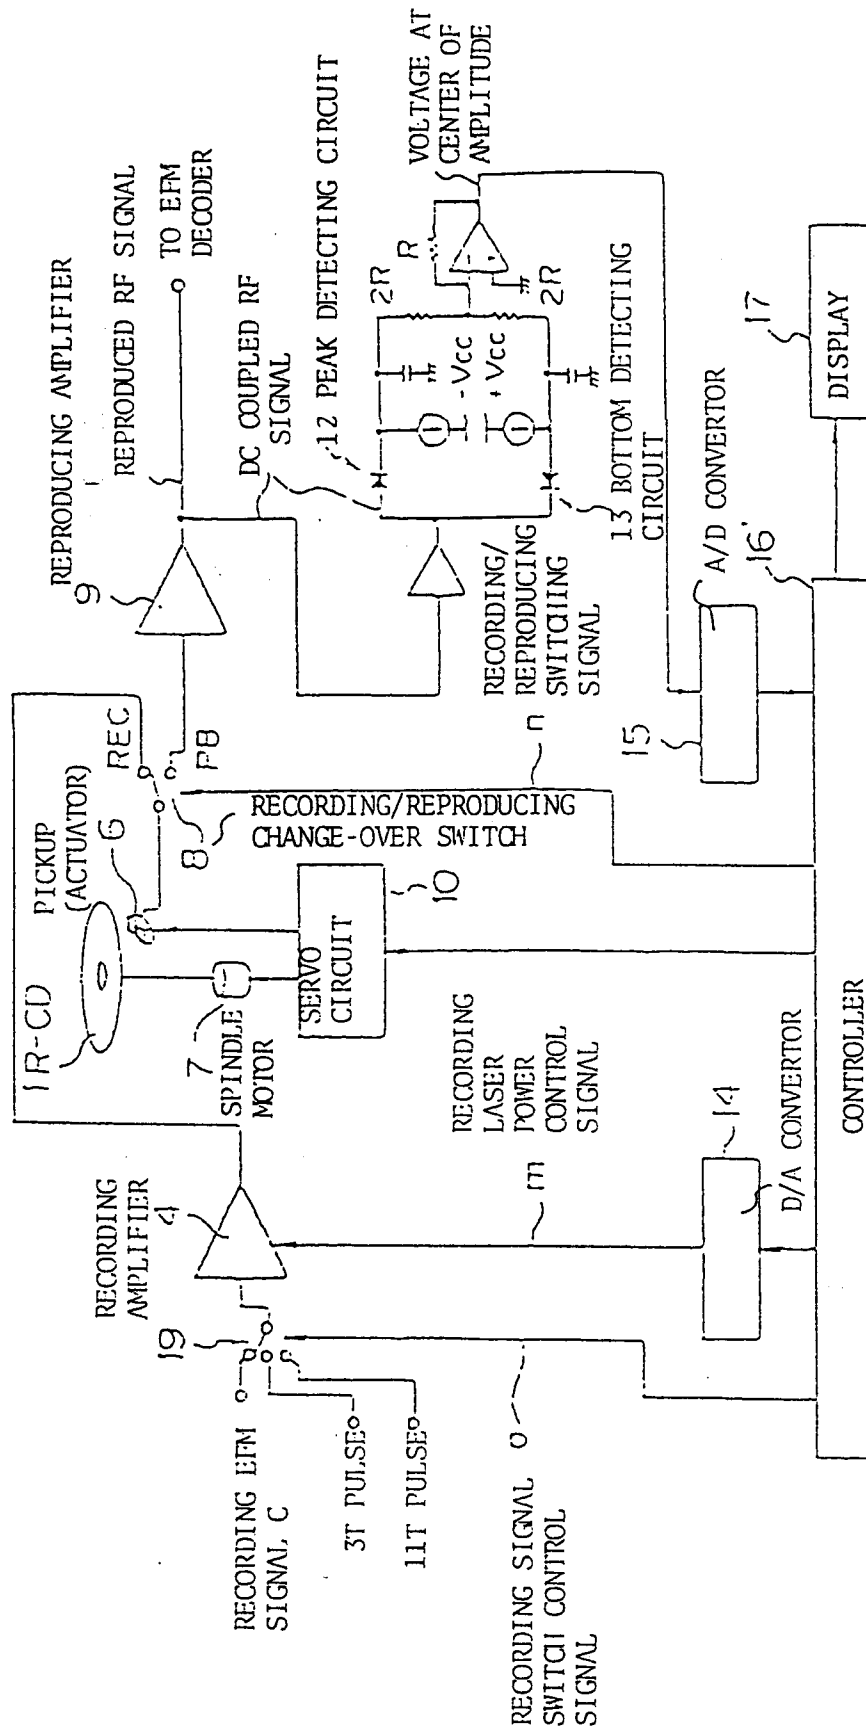 REPRODUCING AMPLIFIER
9
REPRODUCED RF SIGNAL
TO EFM
DECODER
DC COUPLED RF
SIGNAL
12 PEAK DETECTING CIRCUIT
2R
R
-Vcc
+Vcc
2R
VOLTAGE AT
CENTER OF
AMPLITUDE
13 BOTTOM DETECTING
CIRCUIT
1R-CD
PICKUP
(ACTUATOR)
6
REC
PB
8
RECORDING/REPRODUCING
CHANGE-OVER SWITCH
7
SPINDLE
MOTOR
SERVO
CIRCUIT
10
RECORDING/
REPRODUCING
SWITCHING
SIGNAL
n
RECORDING
AMPLIFIER
4
19
RECORDING EFM
SIGNAL C
3T PULSE
11T PULSE
RECORDING SIGNAL
SWITCH CONTROL
SIGNAL
o
RECORDING
LASER
POWER
CONTROL
SIGNAL
m
14
D/A CONVERTOR
15
A/D CONVERTOR
16'
CONTROLLER
17
DISPLAY